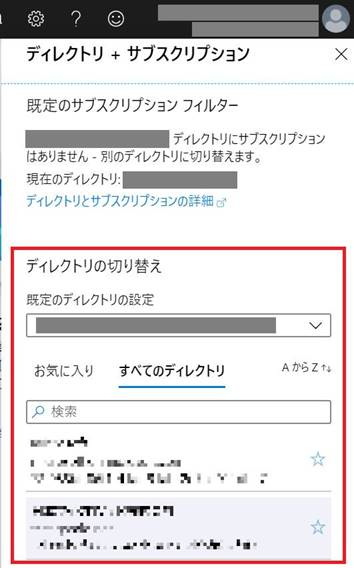 ディレクトリ + サブスクリプション
既定のサブスクリプション フィルター
ディレクトリにサブスクリプション
はありません - 別のディレクトリに切り替えます。
現在のディレクトリ:
ディレクトリとサブスクリプションの詳細
ディレクトリの切り替え
既定のディレクトリの設定
お気に入り すべてのディレクトリ A から Z ↑↓
検索